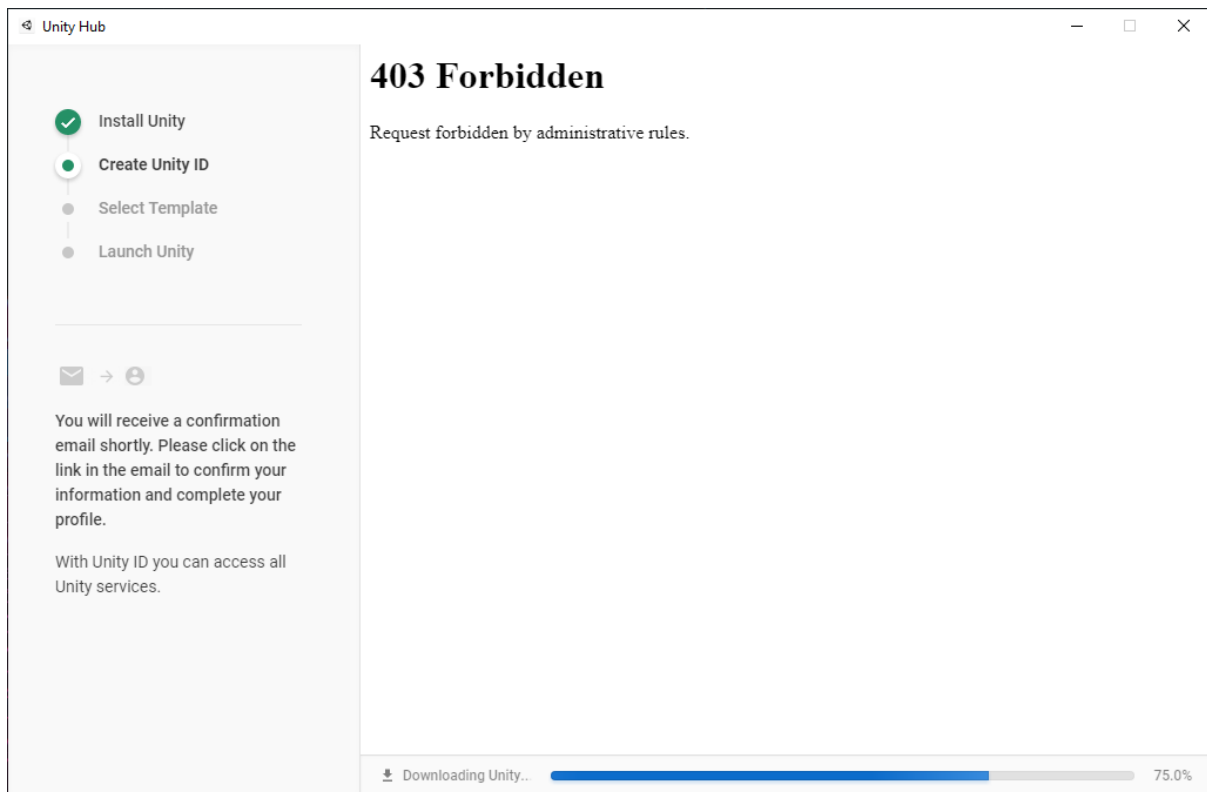 Unity Hub
Install Unity
Create Unity ID
Select Template
Launch Unity
You will receive a confirmation
email shortly. Please click on the
link in the email to confirm your
information and complete your
profile.
With Unity ID you can access all
Unity services.
403 Forbidden
Request forbidden by administrative rules.
Downloading Unity...
75.0%